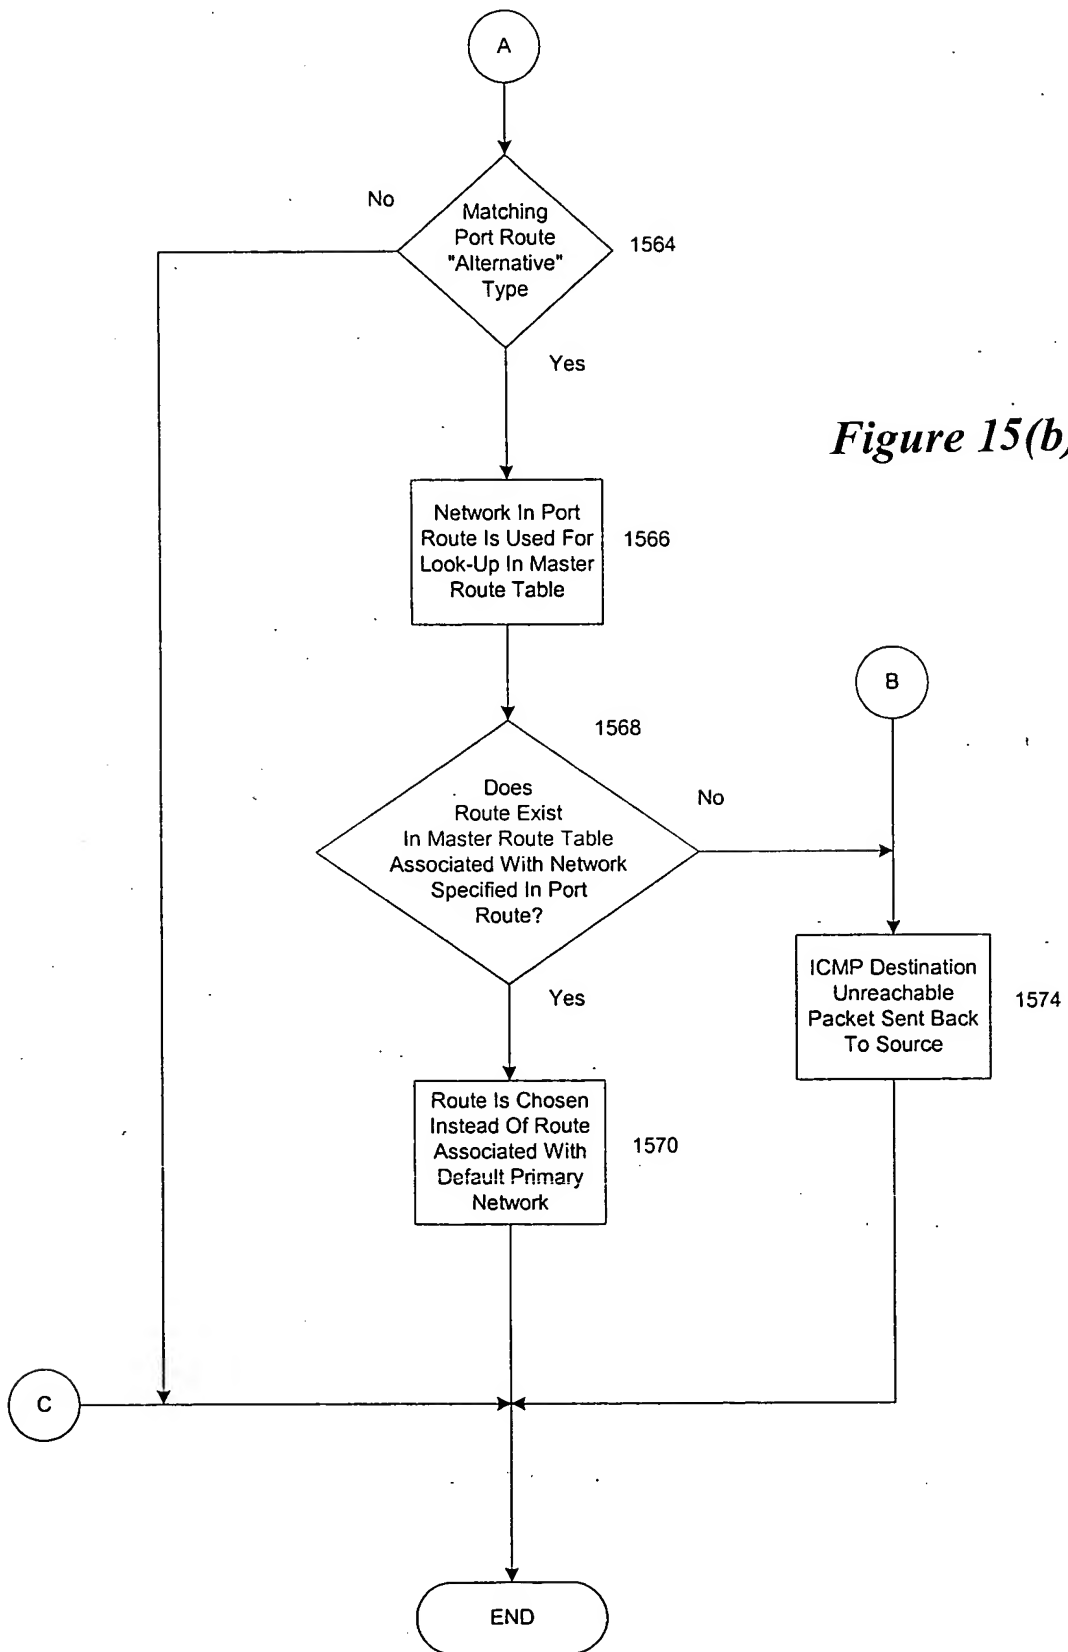 A
No
Matching
Port Route
"Alternative"
Type
1564
Yes
Figure 15(b)
Network In Port
Route Is Used For
Look-Up In Master
Route Table
1566
B
1568
Does
Route Exist
In Master Route Table
Associated With Network
Specified In Port
Route?
No
ICMP Destination
Unreachable
Packet Sent Back
To Source
1574
Yes
Route Is Chosen
Instead Of Route
Associated With
Default Primary
Network
1570
C
END